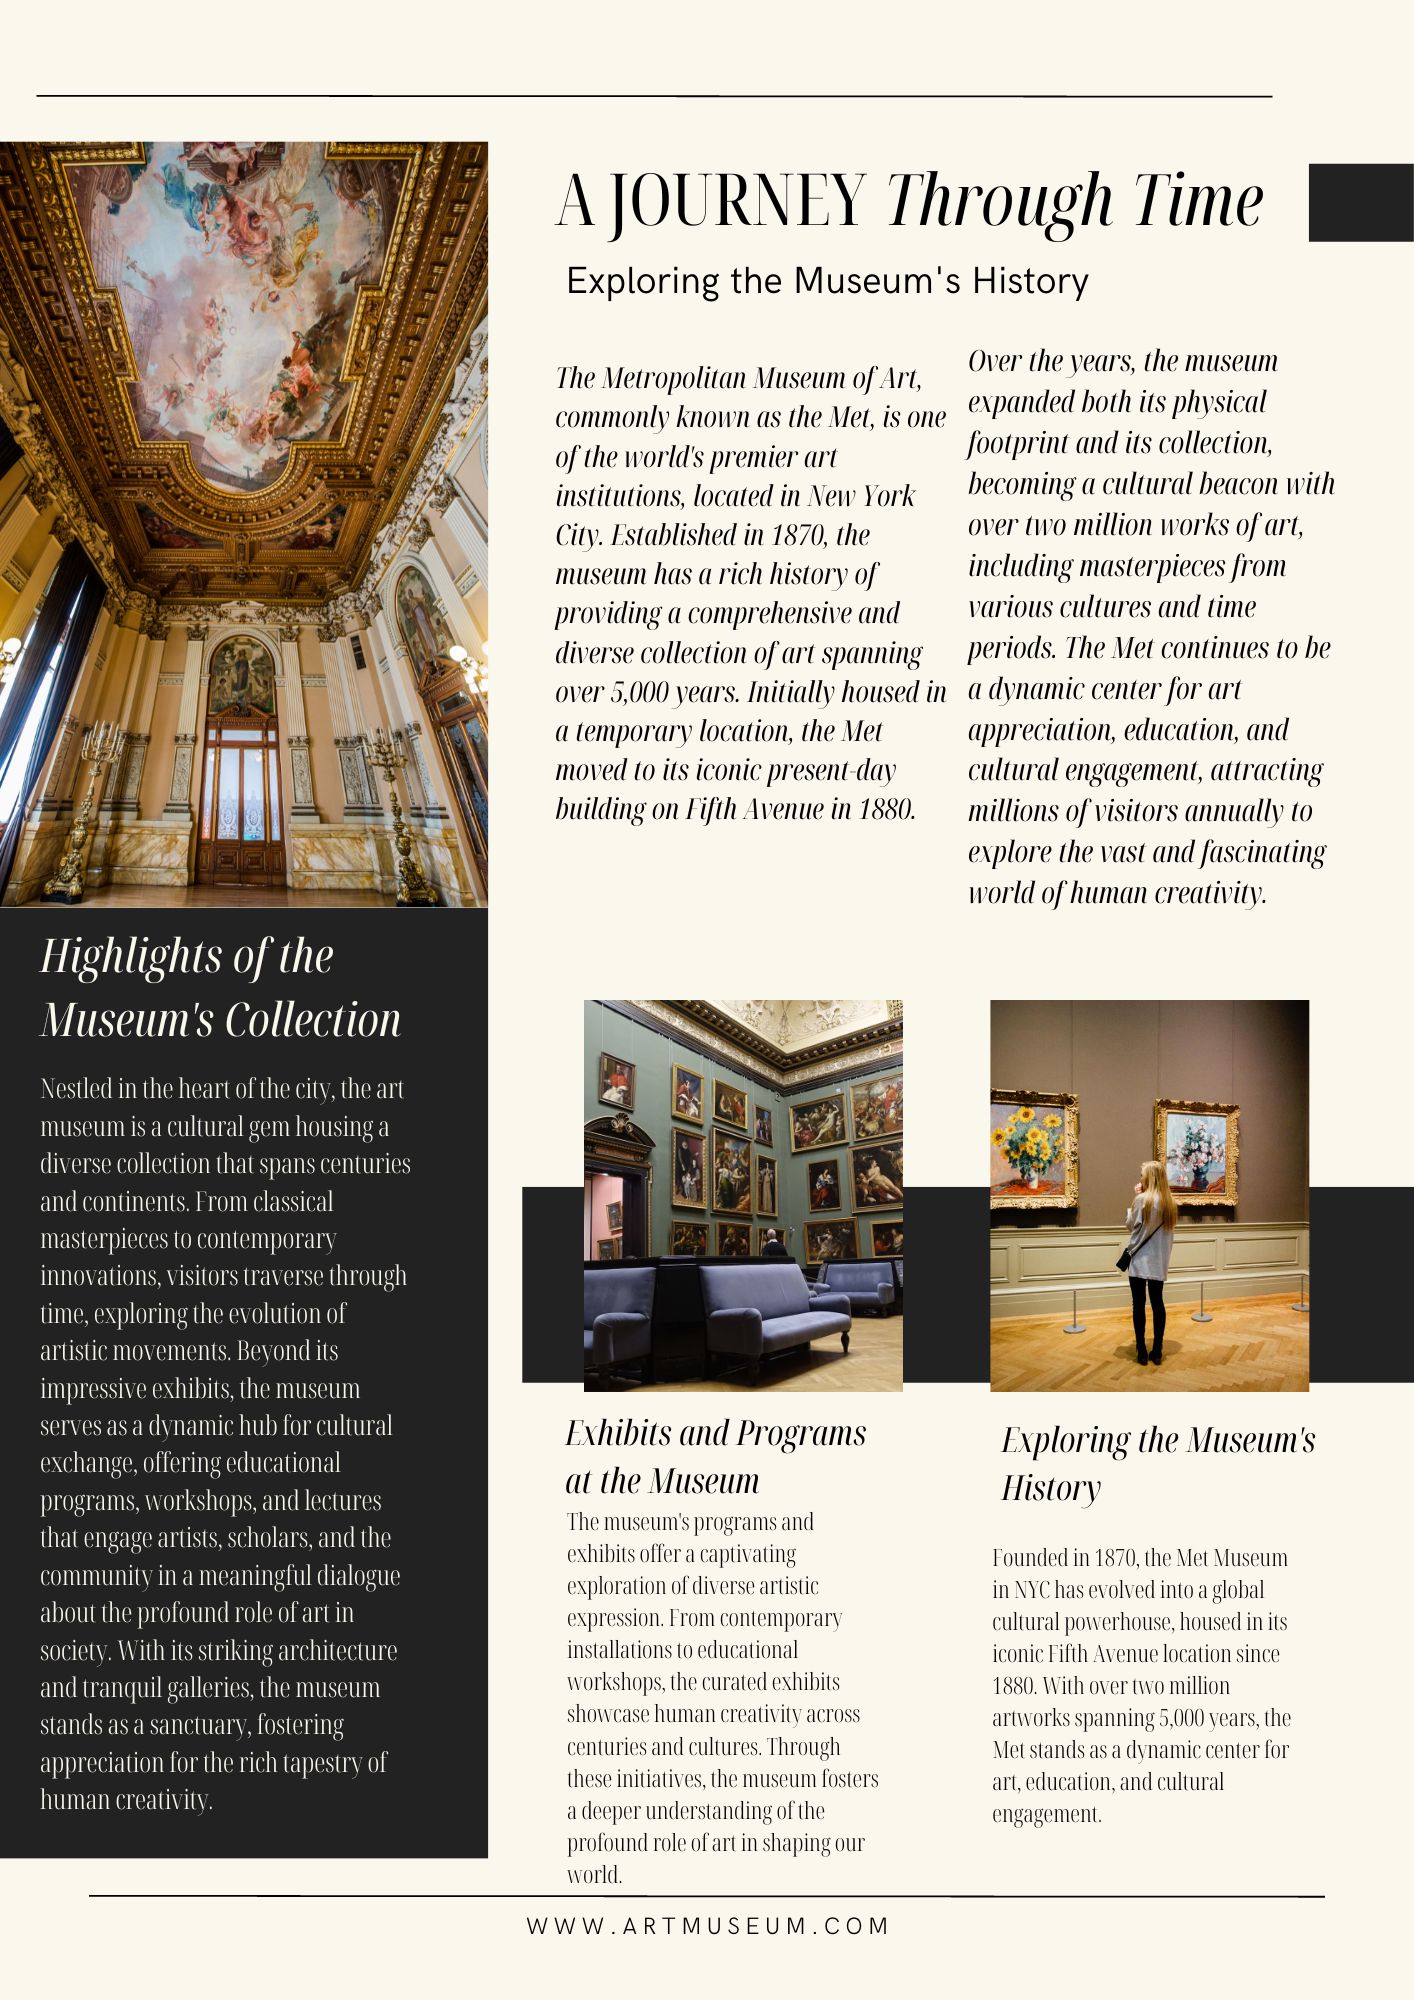 A JOURNEY Through Time
Exploring the Museum's History
The Metropolitan Museum of Art,
commonly known as the Met, is one
of the world's premier art
institutions, located in New York
City. Established in 1870, the
museum has a rich history of
providing a comprehensive and
diverse collection of art spanning
over 5,000 years. Initially housed in
a temporary location, the Met
moved to its iconic present-day
building on Fifth Avenue in 1880.
Over the years, the museum
expanded both its physical
footprint and its collection,
becoming a cultural beacon with
over two million works of art,
including masterpieces from
various cultures and time
periods. The Met continues to be
a dynamic center for art
appreciation, education, and
cultural engagement, attracting
millions of visitors annually to
explore the vast and fascinating
world of human creativity.
Highlights of the
Museum's Collection
Nestled in the heart of the city, the art
museum is a cultural gem housing a
diverse collection that spans centuries
and continents. From classical
masterpieces to contemporary
innovations, visitors traverse through
time, exploring the evolution of
artistic movements. Beyond its
impressive exhibits, the museum
serves as a dynamic hub for cultural
exchange, offering educational
programs, workshops, and lectures
that engage artists, scholars, and the
community in a meaningful dialogue
about the profound role of art in
society. With its striking architecture
and tranquil galleries, the museum
stands as a sanctuary, fostering
appreciation for the rich tapestry of
human creativity.
Exhibits and Programs
at the Museum
The museum's programs and
exhibits offer a captivating
exploration of diverse artistic
expression. From contemporary
installations to educational
workshops, the curated exhibits
showcase human creativity across
centuries and cultures. Through
these initiatives, the museum fosters
a deeper understanding of the
profound role of art in shaping our
world.
Exploring the Museum's
History
Founded in 1870, the Met Museum
in NYC has evolved into a global
cultural powerhouse, housed in its
iconic Fifth Avenue location since
1880. With over two million
artworks spanning 5,000 years, the
Met stands as a dynamic center for
art, education, and cultural
engagement.
WWW.ARTMUSEUM.COM